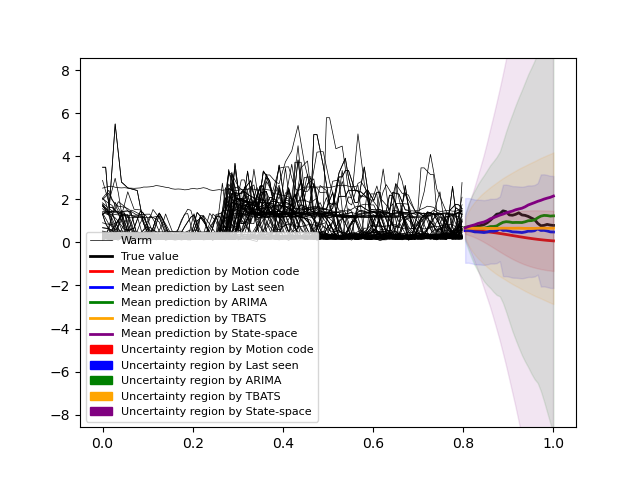 8
6
4
2
0
−2
−4
−6
−8
Warm
True value
Mean prediction by Motion code
Mean prediction by Last seen
Mean prediction by ARIMA
Mean prediction by TBATS
Mean prediction by State-space
Uncertainty region by Motion code
Uncertainty region by Last seen
Uncertainty region by ARIMA
Uncertainty region by TBATS
Uncertainty region by State-space
0.0 0.2 0.4 0.6 0.8 1.0